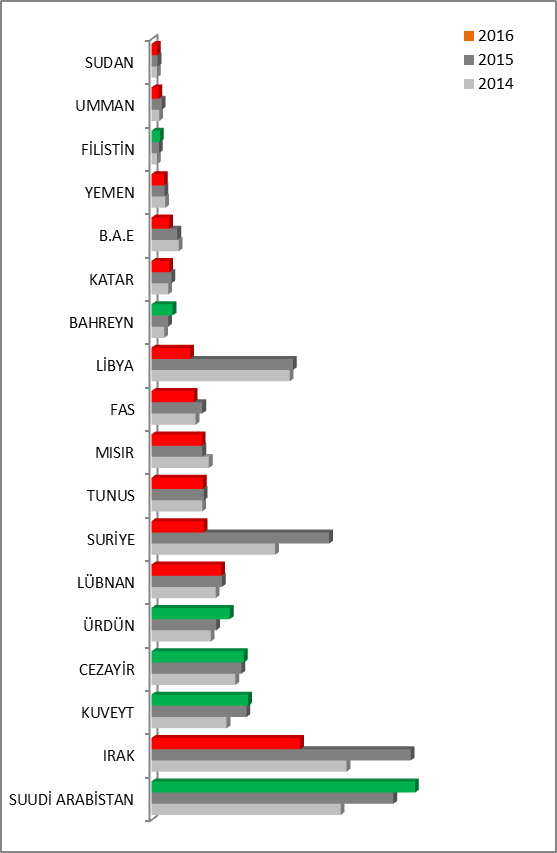 2016
2015
2014
SUDAN
UMMAN
FİLİSTİN
YEMEN
B.A.E
KATAR
BAHREYN
LİBYA
FAS
MISIR
TUNUS
SURİYE
LÜBNAN
ÜRDÜN
CEZAYİR
KUVEYT
IRAK
SUUDİ ARABİSTAN